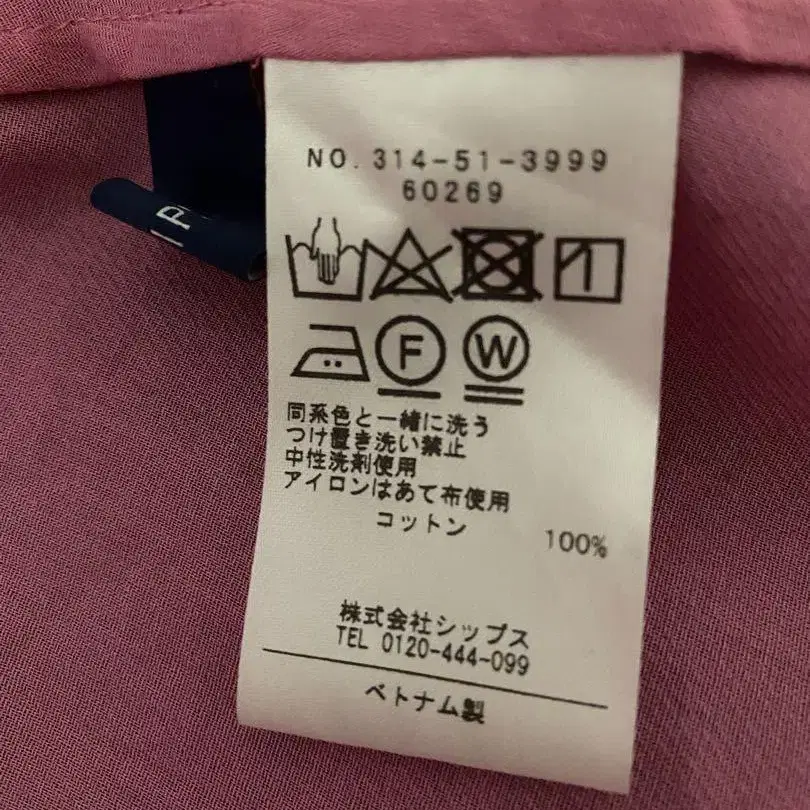 NO. 314-51-3999
60269
F W
同系色と一緒に洗う
つけ置き洗い禁止
中性洗剤使用
アイロンはあて布使用
コットン 100%
株式会社シップス
TEL 0120-444-099
ベトナム製